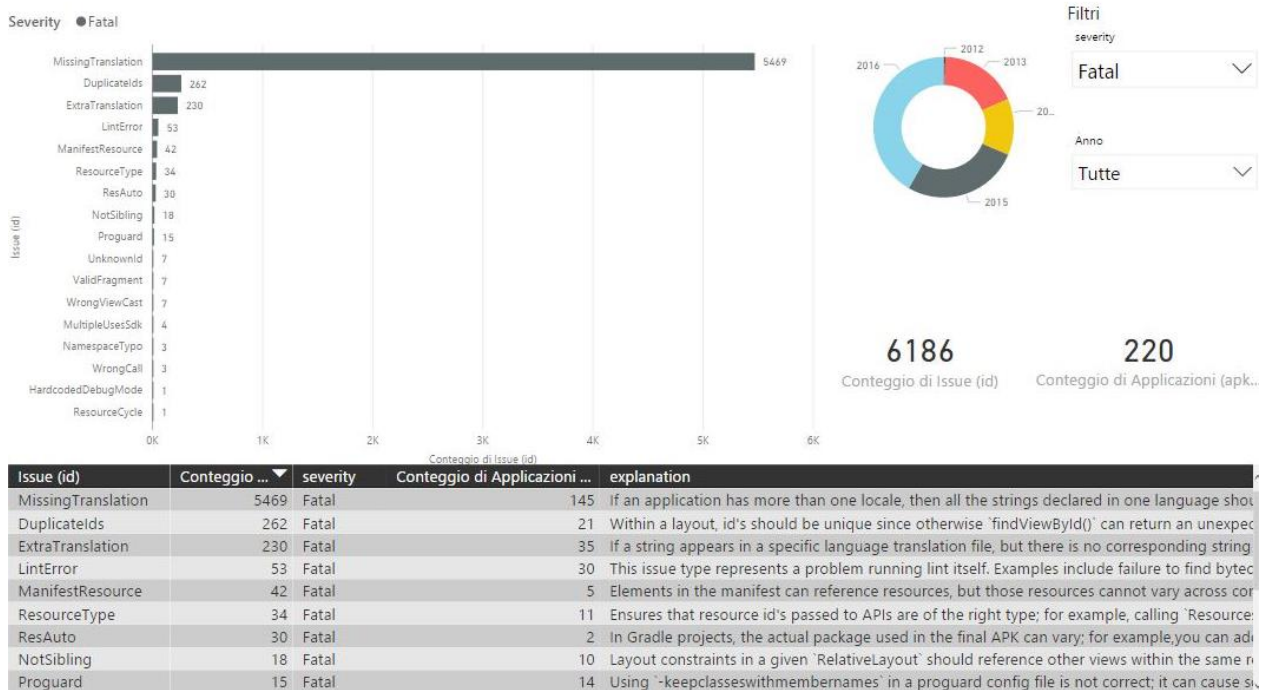 Severity Fatal
MissingTranslation 5469
DuplicateIds 262
ExtraTranslation 230
LintError 53
ManifestResource 42
ResourceType 34
ResAuto 30
NotSibling 18
Proguard 15
UnknownId 7
ValidFragment 7
WrongViewCast 7
MultipleUsesSdk 4
NamespaceTypo 3
WrongCall 3
HardcodedDebugMode 1
ResourceCycle 1
Issue (id)
0K 1K 2K 3K 4K 5K 6K
Conteggio di Issue (id)
2012
2013
20...
2015
2016
Filtri
severity
Fatal
Anno
Tutte
6186
Conteggio di Issue (id)
220
Conteggio di Applicazioni (apk...
Issue (id) Conteggio ... severity Conteggio di Applicazioni ... explanation
MissingTranslation 5469 Fatal 145 If an application has more than one locale, then all the strings declared in one language shou
DuplicateIds 262 Fatal 21 Within a layout, id's should be unique since otherwise `findViewById()` can return an unexpec
ExtraTranslation 230 Fatal 35 If a string appears in a specific language translation file, but there is no corresponding string
LintError 53 Fatal 30 This issue type represents a problem running lint itself. Examples include failure to find bytec
ManifestResource 42 Fatal 5 Elements in the manifest can reference resources, but those resources cannot vary across con
ResourceType 34 Fatal 11 Ensures that resource id's passed to APIs are of the right type; for example, calling `Resource
ResAuto 30 Fatal 2 In Gradle projects, the actual package used in the final APK can vary; for example,you can add
NotSibling 18 Fatal 10 Layout constraints in a given `RelativeLayout` should reference other views within the same
Proguard 15 Fatal 14 Using `-keepclasseswithmembernames` in a proguard config file is not correct; it can cause